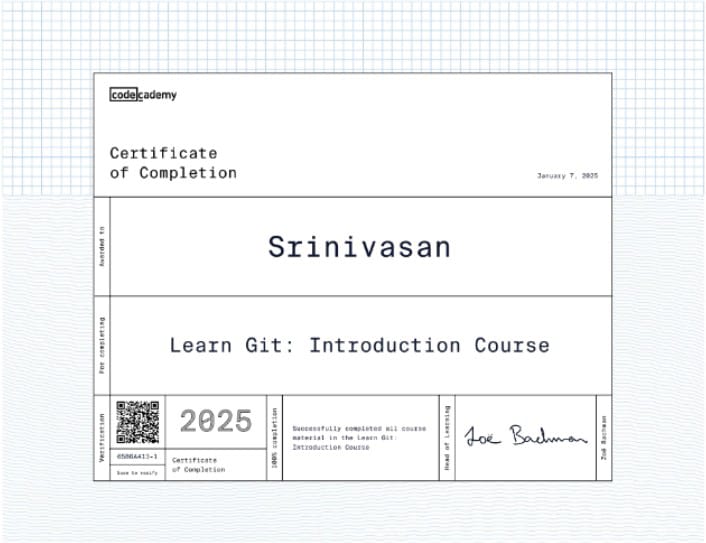 codecademy
Certificate
of Completion
January 7, 2025
Awarded to
Srinivasan
For completing
Learn Git: Introduction Course
Verification
6500A413-1
Scan to verify
2025
Certificate
of Completion
100% completion
Successfully completed all course
material in the Learn Git:
Introduction Course
Head of Learning
Zoë Bachman
Zoë Bachman